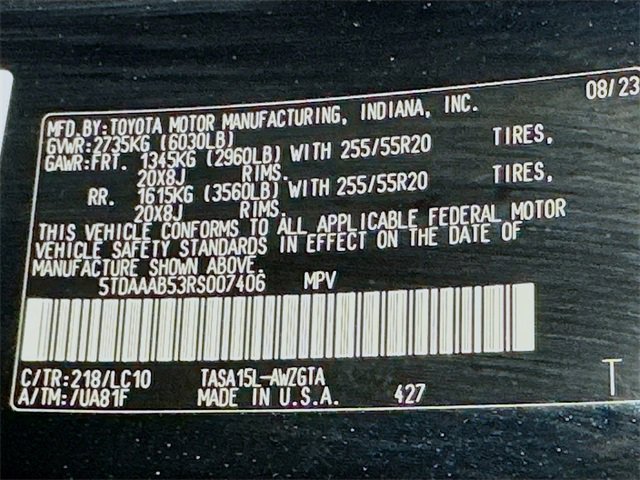 08/23
MFD.BY:TOYOTA MOTOR MANUFACTURING, INDIANA, INC.
GVWR:2735KG (6030LB)
GAWR:FRT. 1345KG (2960LB) WITH 255/55R20 TIRES,
20X8J RIMS.
RR. 1615KG (3560LB) WITH 255/55R20 TIRES,
20X8J RIMS.
THIS VEHICLE CONFORMS TO ALL APPLICABLE FEDERAL MOTOR
VEHICLE SAFETY STANDARDS IN EFFECT ON THE DATE OF
MANUFACTURE SHOWN ABOVE.
5TDAAAB53RS007406 MPV
C/TR:218/LC10 TASA15L-AWZGTA
A/TM:/UA81F MADE IN U.S.A. 427 T